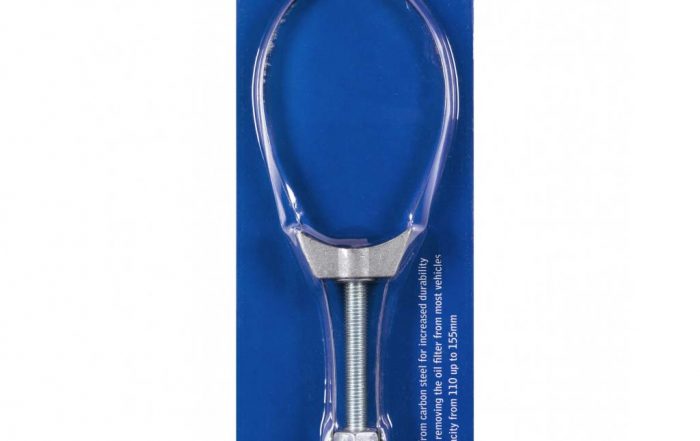 rom carbon steel for increased durability
removing the oil filter from most vehicles
acity from 110 up to 155mm